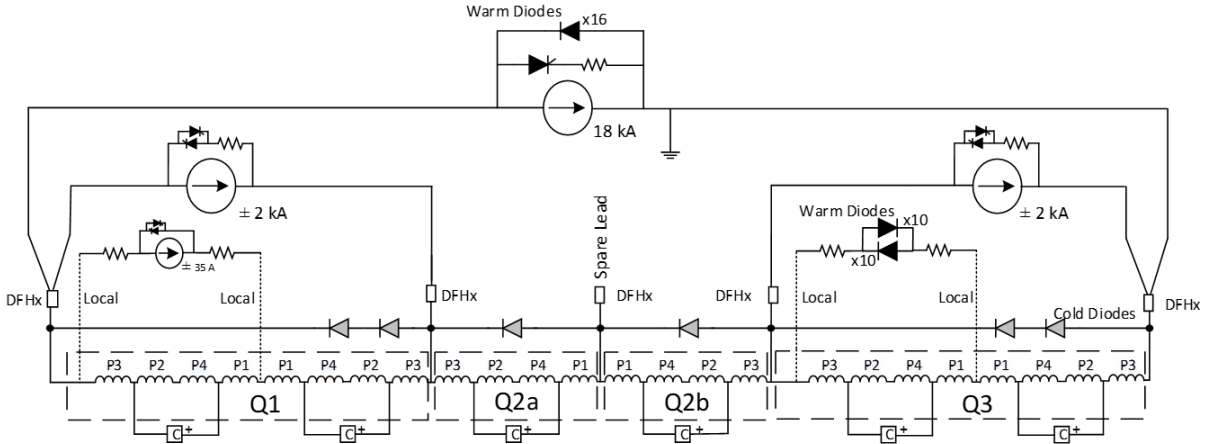 Warm Diodes
x16
18 kA
± 2 kA
± 2 kA
Warm Diodes
x10
x10
± 35 A
Spare Lead
DFHx
Local
Local
DFHx
DFHx
DFHx
Local
Local
Cold Diodes
DFHx
P3 P2 P4 P1 P1 P4 P2 P3 P3 P2 P4 P1 P1 P4 P2 P3 P3 P2 P4 P1 P1 P4 P2 P3
Q1 Q2a Q2b Q3
C + C + C + C + C + C +